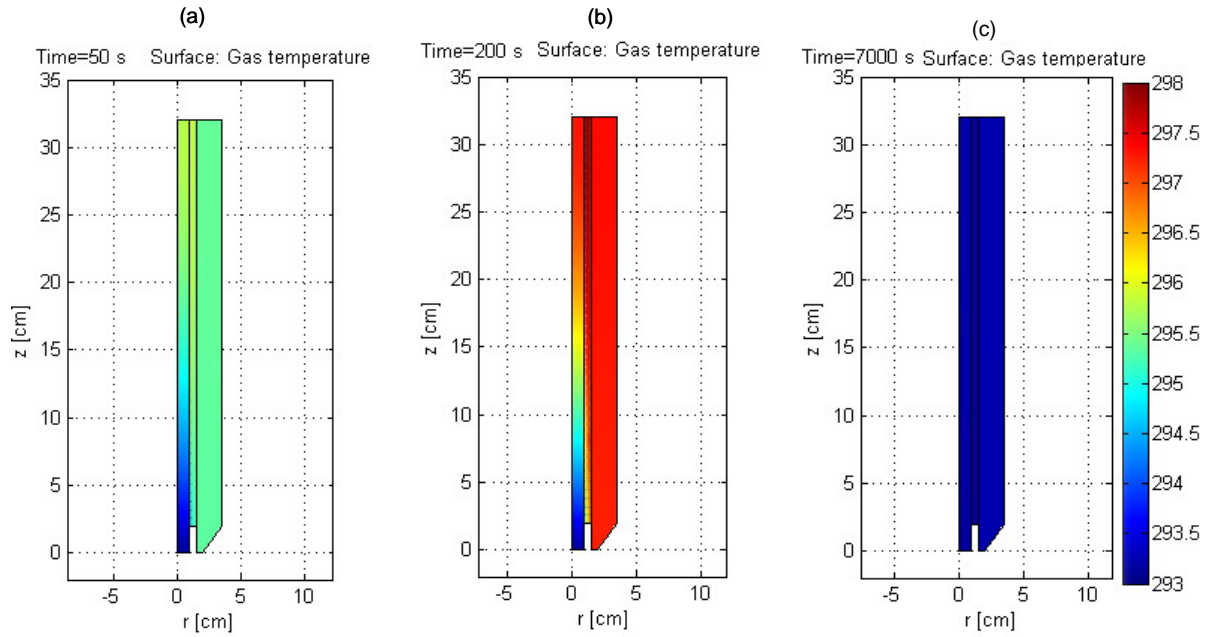 (a)
Time=50 s Surface: Gas temperature
35
30
25
20
15
10
5
0
z [cm]
-5 0 5 10
r [cm]
(b)
Time=200 s Surface: Gas temperature
35
30
25
20
15
10
5
0
z [cm]
-5 0 5 10
r [cm]
(c)
Time=7000 s Surface: Gas temperature
35
30
25
20
15
10
5
0
z [cm]
-5 0 5 10
r [cm]
298
297.5
297
296.5
296
295.5
295
294.5
294
293.5
293